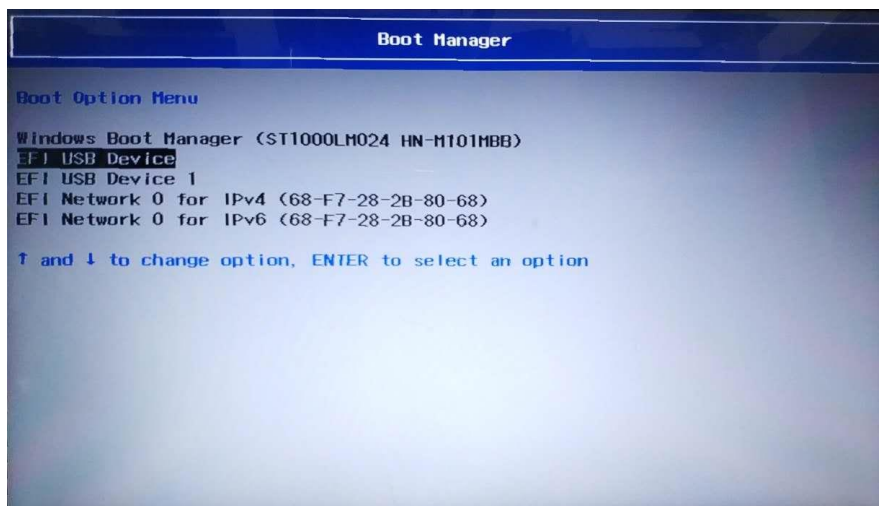 Boot Manager
Boot Option Menu
Windows Boot Manager (ST1000LM024 HN-M101MBB)
EFI USB Device
EFI USB Device 1
EFI Network 0 for IPv4 (68-F7-28-2B-80-68)
EFI Network 0 for IPv6 (68-F7-28-2B-80-68)
↑ and ↓ to change option, ENTER to select an option